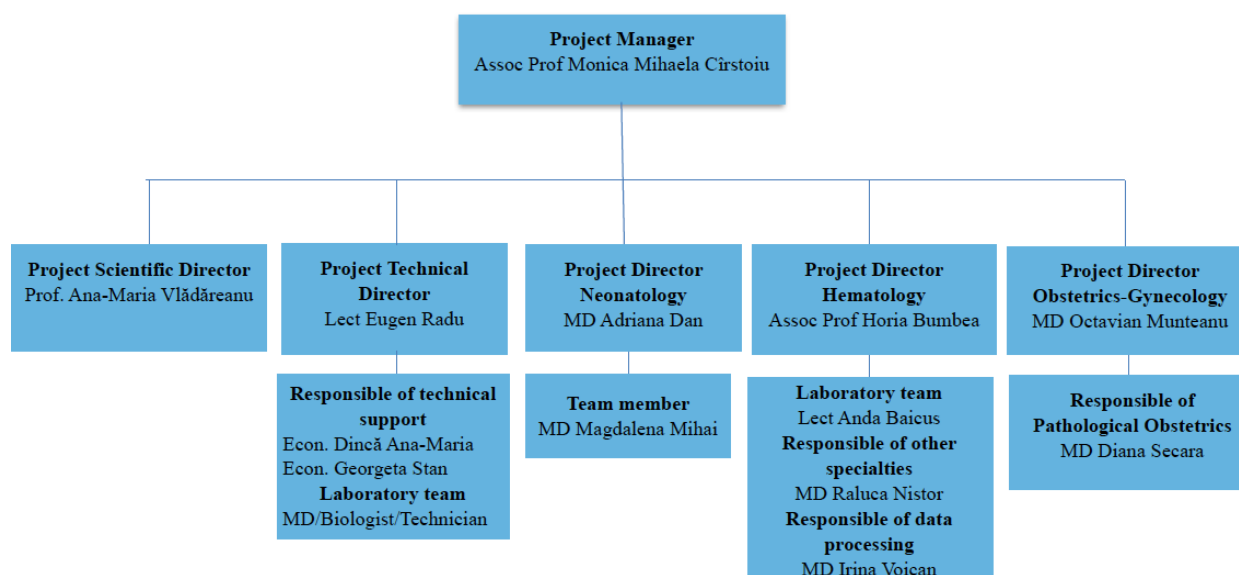 Project Manager
Assoc Prof Monica Mihaela Cîrstoiu
Project Scientific Director
Prof. Ana-Maria Vlădăreanu
Project Technical
Director
Lect Eugen Radu
Project Director
Neonatology
MD Adriana Dan
Project Director
Hematology
Assoc Prof Horia Bumbea
Project Director
Obstetrics-Gynecology
MD Octavian Munteanu
Responsible of technical
support
Econ. Dincă Ana-Maria
Econ. Georgeta Stan
Laboratory team
MD/Biologist/Technician
Team member
MD Magdalena Mihai
Laboratory team
Lect Anda Baicus
Responsible of other
specialties
MD Raluca Nistor
Responsible of data
processing
MD Irina Voican
Responsible of
Pathological Obstetrics
MD Diana Secara